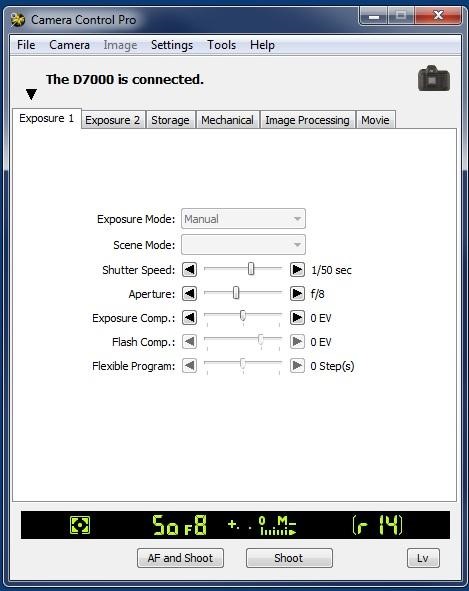 Camera Control Pro
File Camera Image Settings Tools Help
The D7000 is connected.
Exposure 1 Exposure 2 Storage Mechanical Image Processing Movie
Exposure Mode: Manual
Scene Mode:
Shutter Speed: 1/50 sec
Aperture: f/8
Exposure Comp.: 0 EV
Flash Comp.: 0 EV
Flexible Program: 0 Step(s)
50 F8 +. . 0 . . - (r 14)
AF and Shoot Shoot Lv